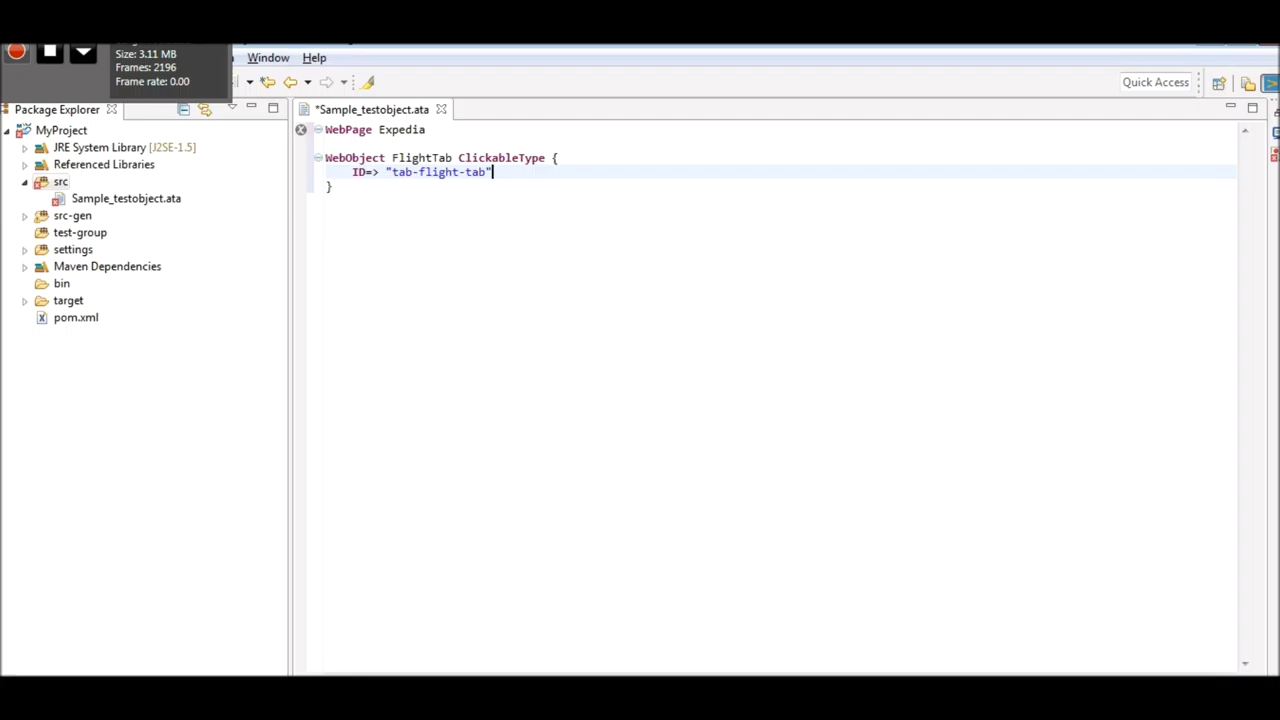 Size: 3.11 MB
Frames: 2196
Frame rate: 0.00
Window Help
Quick Access
Package Explorer
*Sample_testobject.ata
MyProject
JRE System Library [J2SE-1.5]
Referenced Libraries
src
Sample_testobject.ata
src-gen
test-group
settings
Maven Dependencies
bin
target
pom.xml
WebPage Expedia
WebObject FlightTab ClickableType {
ID=> "tab-flight-tab"
}